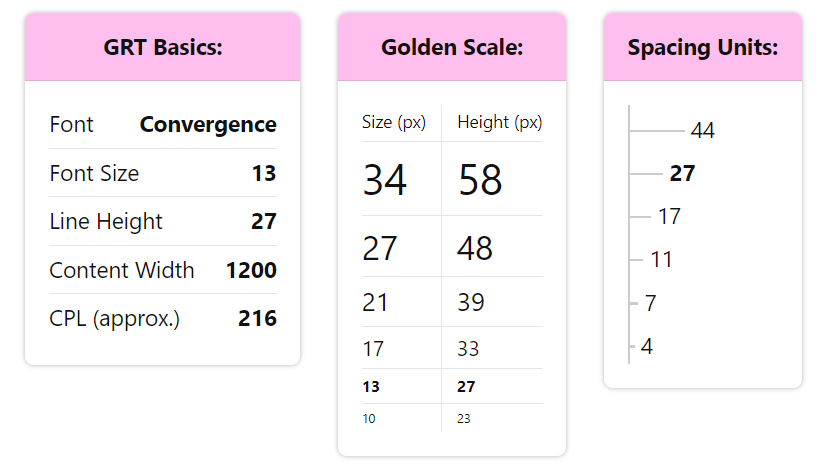 GRT Basics:
Font Convergence
Font Size 13
Line Height 27
Content Width 1200
CPL (approx.) 216
Golden Scale:
Size (px) Height (px)
34 58
27 48
21 39
17 33
13 27
10 23
Spacing Units:
44
27
17
11
7
4